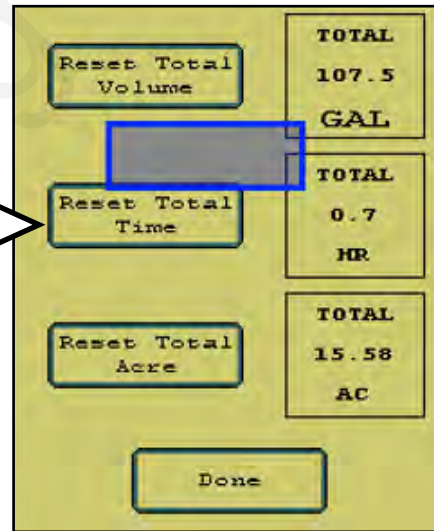 Reset Total
Volume
TOTAL
107.5
GAL
Reset Total
Time
TOTAL
0.7
HR
Reset Total
Acre
TOTAL
15.58
AC
Done